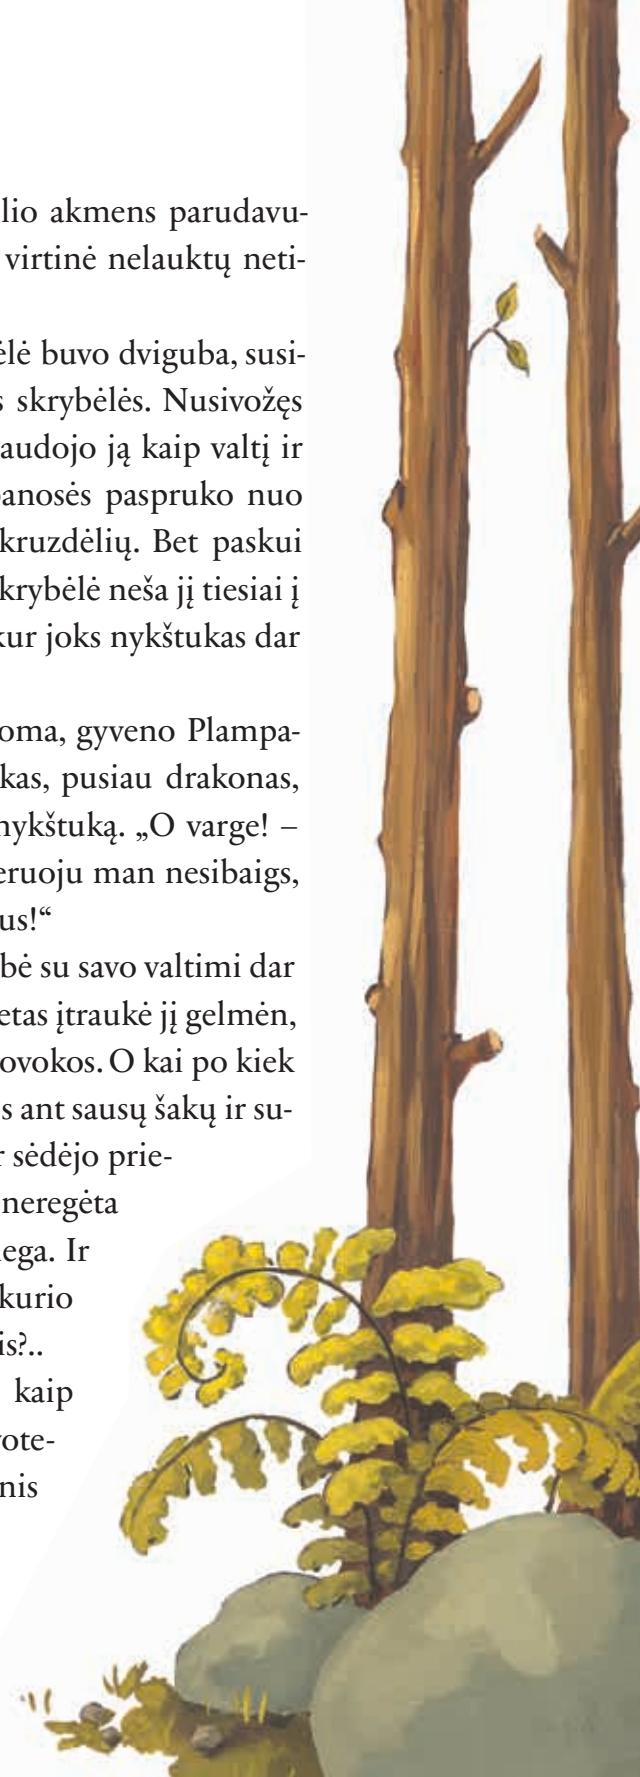 lio akmens parudavu-
virtinė nelauktų neti-
ėlė buvo dviguba, susi-
s skrybėlės. Nusivožęs
audojo ją kaip valtį ir
anosės paspruko nuo
kruzdėlių. Bet paskui
krybėlė neša jį tiesiai į
kur joks nykštukas dar
oma, gyveno Plampa-
kas, pusiau drakonas,
nykštuką. „O varge! –
eruoju man nesibaigs,
us!“
bė su savo valtimi dar
etas įtraukė jį gelmėn,
ovokos. O kai po kiek
s ant sausų šakų ir su-
r sėdėjo prie-
neregėta
ega. Ir
kurio
is?..
kaip
ote-
nis